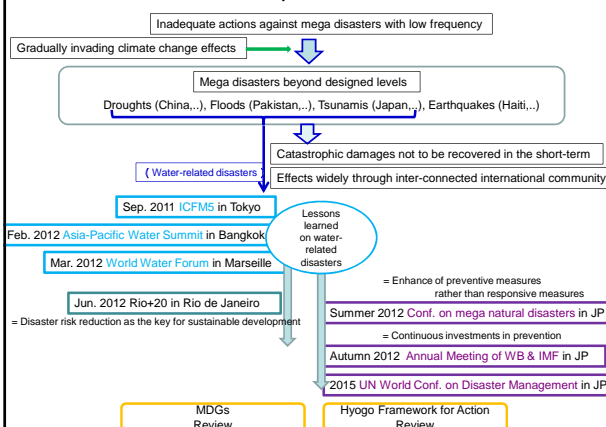 Inadequate actions against mega disasters with low frequency
Gradually invading climate change effects
Mega disasters beyond designed levels
Droughts (China,..), Floods (Pakistan,..), Tsunamis (Japan,..), Earthquakes (Haiti,..)
Catastrophic damages not to be recovered in the short-term
( Water-related disasters )
Effects widely through inter-connected international community
Sep. 2011 ICFM5 in Tokyo
Feb. 2012 Asia-Pacific Water Summit in Bangkok
Mar. 2012 World Water Forum in Marseille
Lessons
learned
on water-
related
disasters
Jun. 2012 Rio+20 in Rio de Janeiro
= Disaster risk reduction as the key for sustainable development
= Enhance of preventive measures
rather than responsive measures
Summer 2012 Conf. on mega natural disasters in JP
= Continuous investments in prevention
Autumn 2012 Annual Meeting of WB & IMF in JP
2015 UN World Conf. on Disaster Management in JP
MDGs
Review
Hyogo Framework for Action
Review